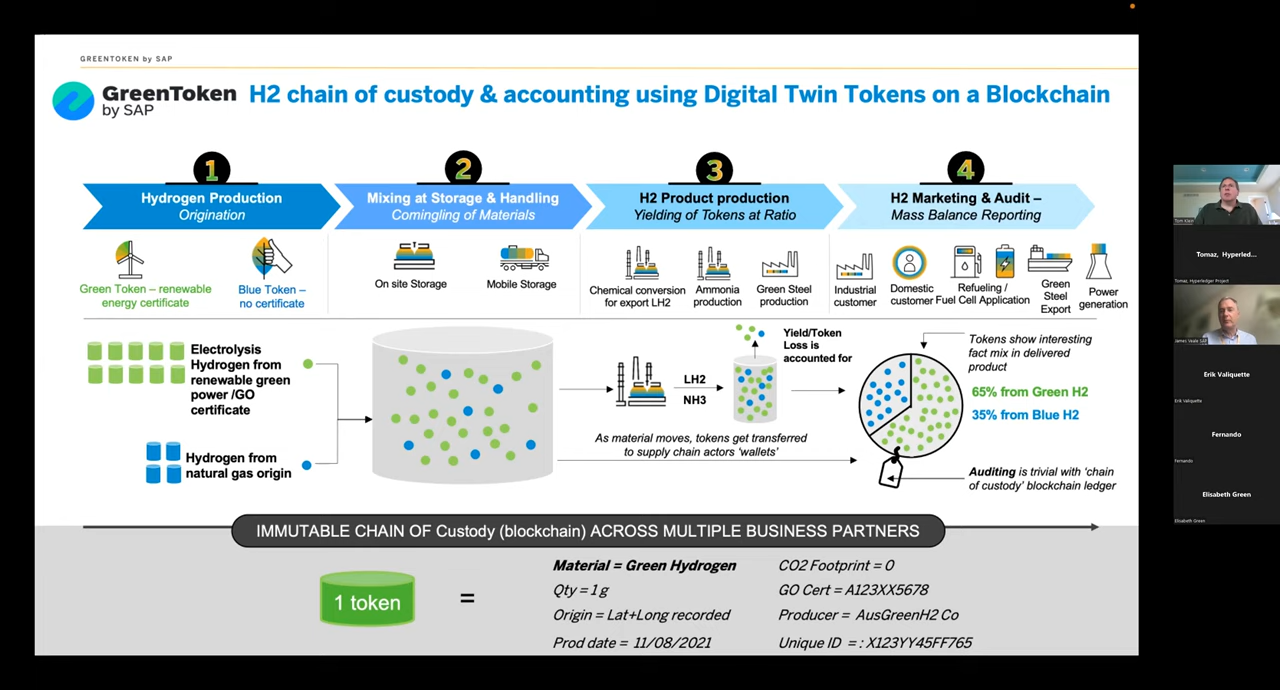 GREENTOKEN by SAP
GreenToken
by SAP
H2 chain of custody & accounting using Digital Twin Tokens on a Blockchain
1
2
3
4
Hydrogen Production
Origination
Mixing at Storage & Handling
Comingling of Materials
H2 Product production
Yielding of Tokens at Ratio
H2 Marketing & Audit –
Mass Balance Reporting
Green Token – renewable
energy certificate
Blue Token –
no certificate
On site Storage
Mobile Storage
Chemical conversion
for export LH2
Ammonia
production
Green Steel
production
Industrial
customer
Domestic
customer
Refueling /
Fuel Cell Application
Green
Steel
Export
Power
generation
Electrolysis
Hydrogen from
renewable green
power /GO
certificate
Hydrogen from
natural gas origin
LH2
NH3
Yield/Token
Loss is
accounted for
As material moves, tokens get transferred
to supply chain actors ‘wallets’
Tokens show interesting
fact mix in delivered
product
65% from Green H2
35% from Blue H2
Auditing is trivial with ‘chain
of custody’ blockchain ledger
IMMUTABLE CHAIN OF Custody (blockchain) ACROSS MULTIPLE BUSINESS PARTNERS
1 token
=
Material = Green Hydrogen
Qty = 1 g
Origin = Lat+Long recorded
Prod date = 11/08/2021
CO2 Footprint = 0
GO Cert = A123XX5678
Producer = AusGreenH2 Co
Unique ID = : X123YY45FF765
Tom Klein
Tomaz, Hyperled...
Tomaz, Hyperledger Project
James Veale SAP
Erik Valiquette
Erik Valiquette
Fernando
Fernando
Elisabeth Green
Elisabeth Green